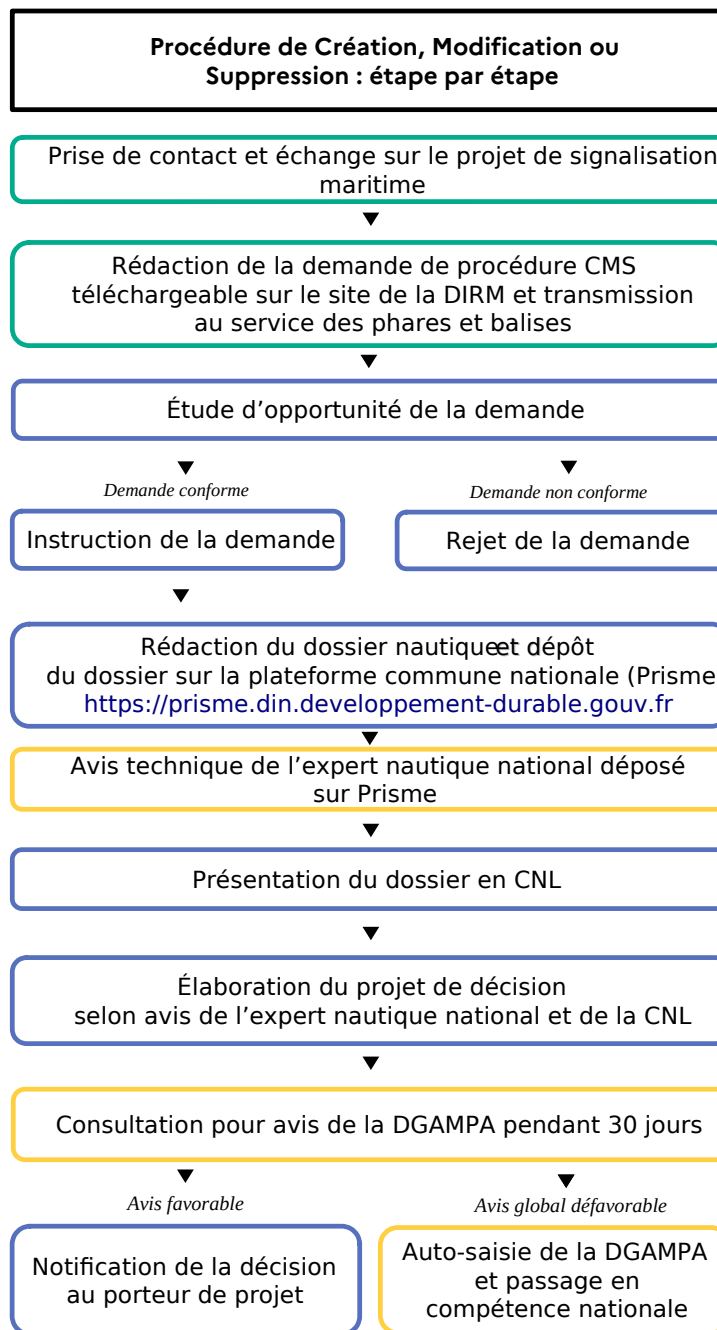 Procédure de Création, Modification ou
Suppression : étape par étape
Prise de contact et échange sur le projet de signalisation
maritime
Rédaction de la demande de procédure CMS
téléchargeable sur le site de la DIRM et transmission
au service des phares et balises
Étude d’opportunité de la demande
Demande conforme
Demande non conforme
Instruction de la demande
Rejet de la demande
Rédaction du dossier nautique et dépôt
du dossier sur la plateforme commune nationale (Prisme
https://prisme.din.developpement-durable.gouv.fr
Avis technique de l’expert nautique national déposé
sur Prisme
Présentation du dossier en CNL
Élaboration du projet de décision
selon avis de l’expert nautique national et de la CNL
Consultation pour avis de la DGAMPA pendant 30 jours
Avis favorable
Avis global défavorable
Notification de la décision
au porteur de projet
Auto-saisie de la DGAMPA
et passage en
compétence nationale